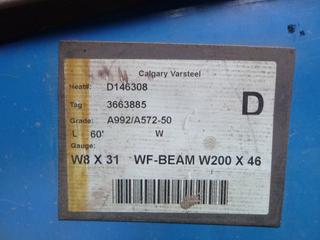 Calgary Varsteel
Heat#: D146308
Tag 3663885
Grade: A992/A572-50
L 60' W
Gauge:
D
W8 X 31 WF-BEAM W200 X 46